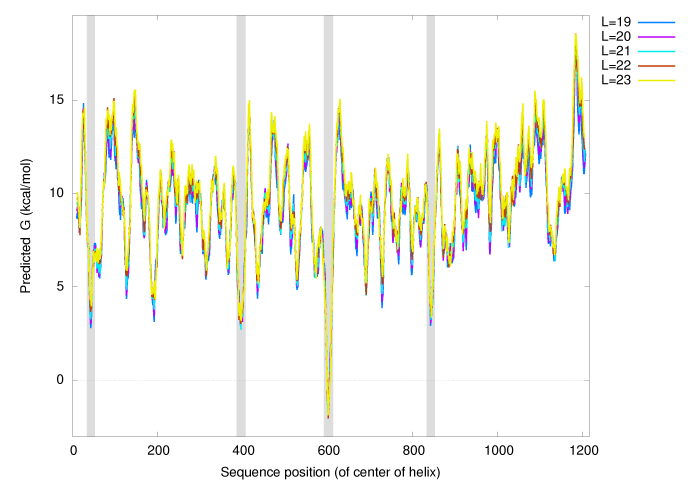 L=19
L=20
L=21
L=22
L=23
15
10
5
0
Predicted G (kcal/mol)
0 200 400 600 800 1000 1200
Sequence position (of center of helix)